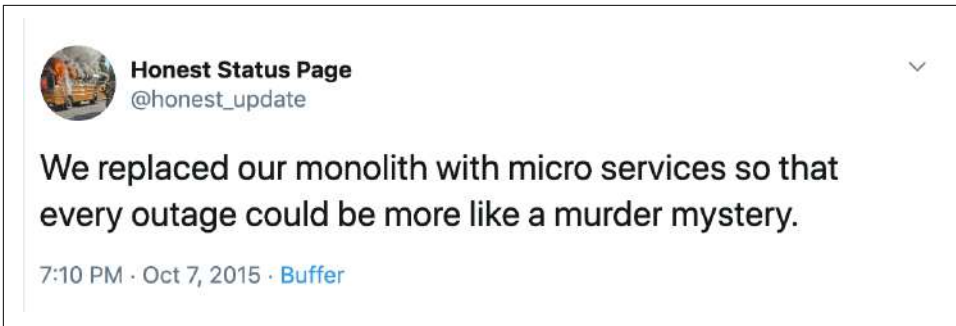 Honest Status Page
@honest_update
We replaced our monolith with micro services so that
every outage could be more like a murder mystery.
7:10 PM · Oct 7, 2015 · Buffer